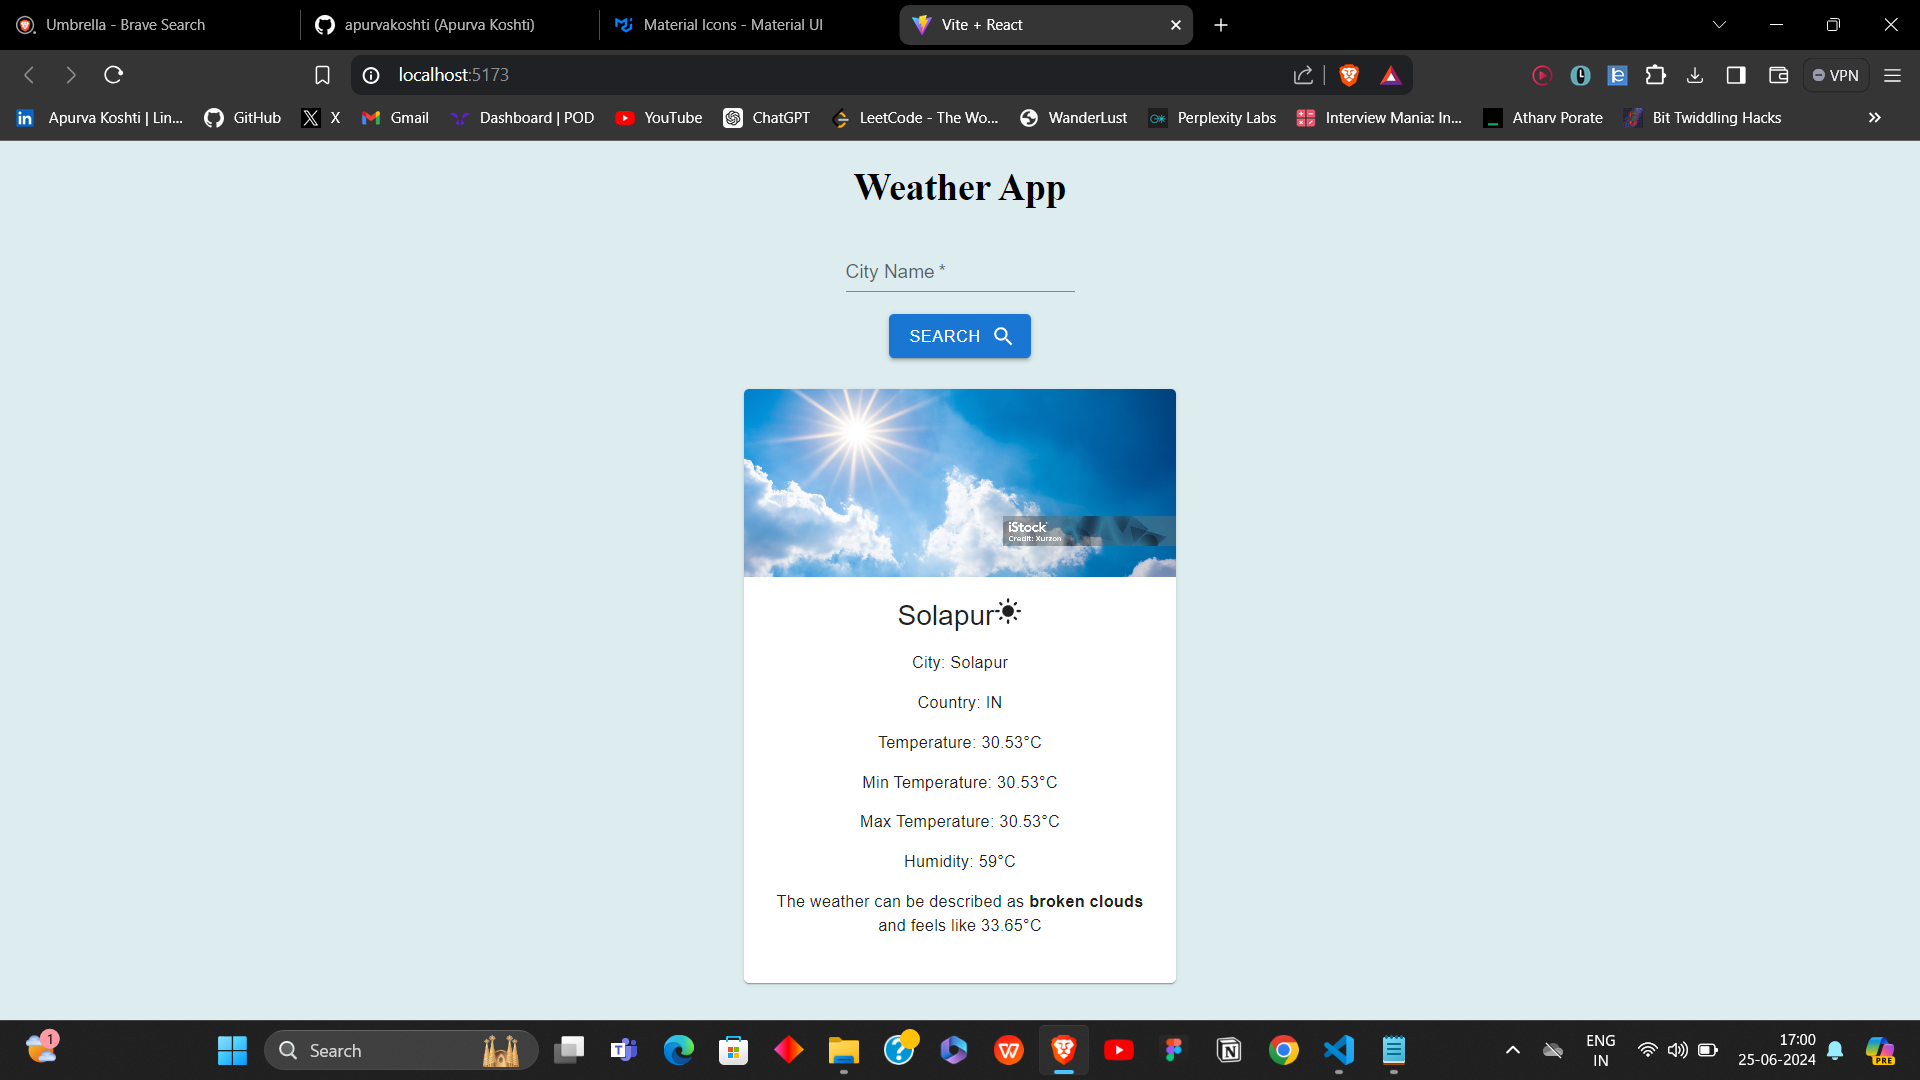 Umbrella - Brave Search
apurvakoshti (Apurva Koshti)
Material Icons - Material UI
Vite + React
localhost:5173
VPN
Apurva Koshti | Lin...
GitHub
X
Gmail
Dashboard | POD
YouTube
ChatGPT
LeetCode - The Wo...
WanderLust
Perplexity Labs
Interview Mania: In...
Atharv Porate
Bit Twiddling Hacks
Weather App
City Name *
SEARCH
iStock
Credit: Xurzon
Solapur
City: Solapur
Country: IN
Temperature: 30.53°C
Min Temperature: 30.53°C
Max Temperature: 30.53°C
Humidity: 59°C
The weather can be described as broken clouds
and feels like 33.65°C
1
Search
ENG
IN
17:00
25-06-2024
PRE